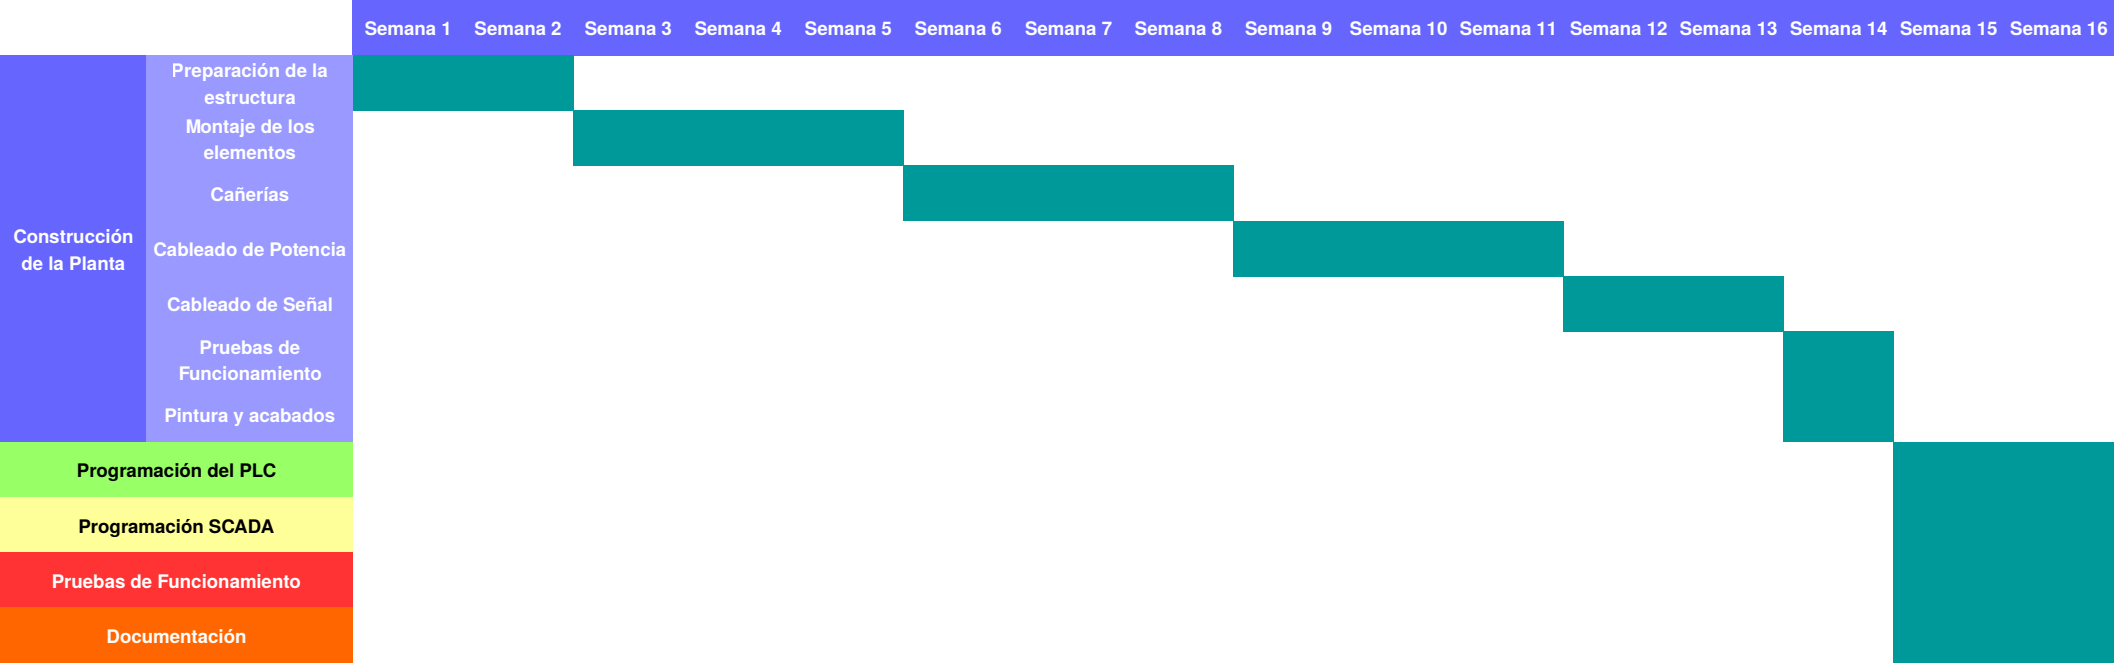 Semana 1 Semana 2 Semana 3 Semana 4 Semana 5 Semana 6 Semana 7 Semana 8 Semana 9 Semana 10 Semana 11 Semana 12 Semana 13 Semana 14 Semana 15 Semana 16
Construcción
de la Planta
Preparación de la
estructura
Montaje de los
elementos
Cañerías
Cableado de Potencia
Cableado de Señal
Pruebas de
Funcionamiento
Pintura y acabados
Programación del PLC
Programación SCADA
Pruebas de Funcionamiento
Documentación